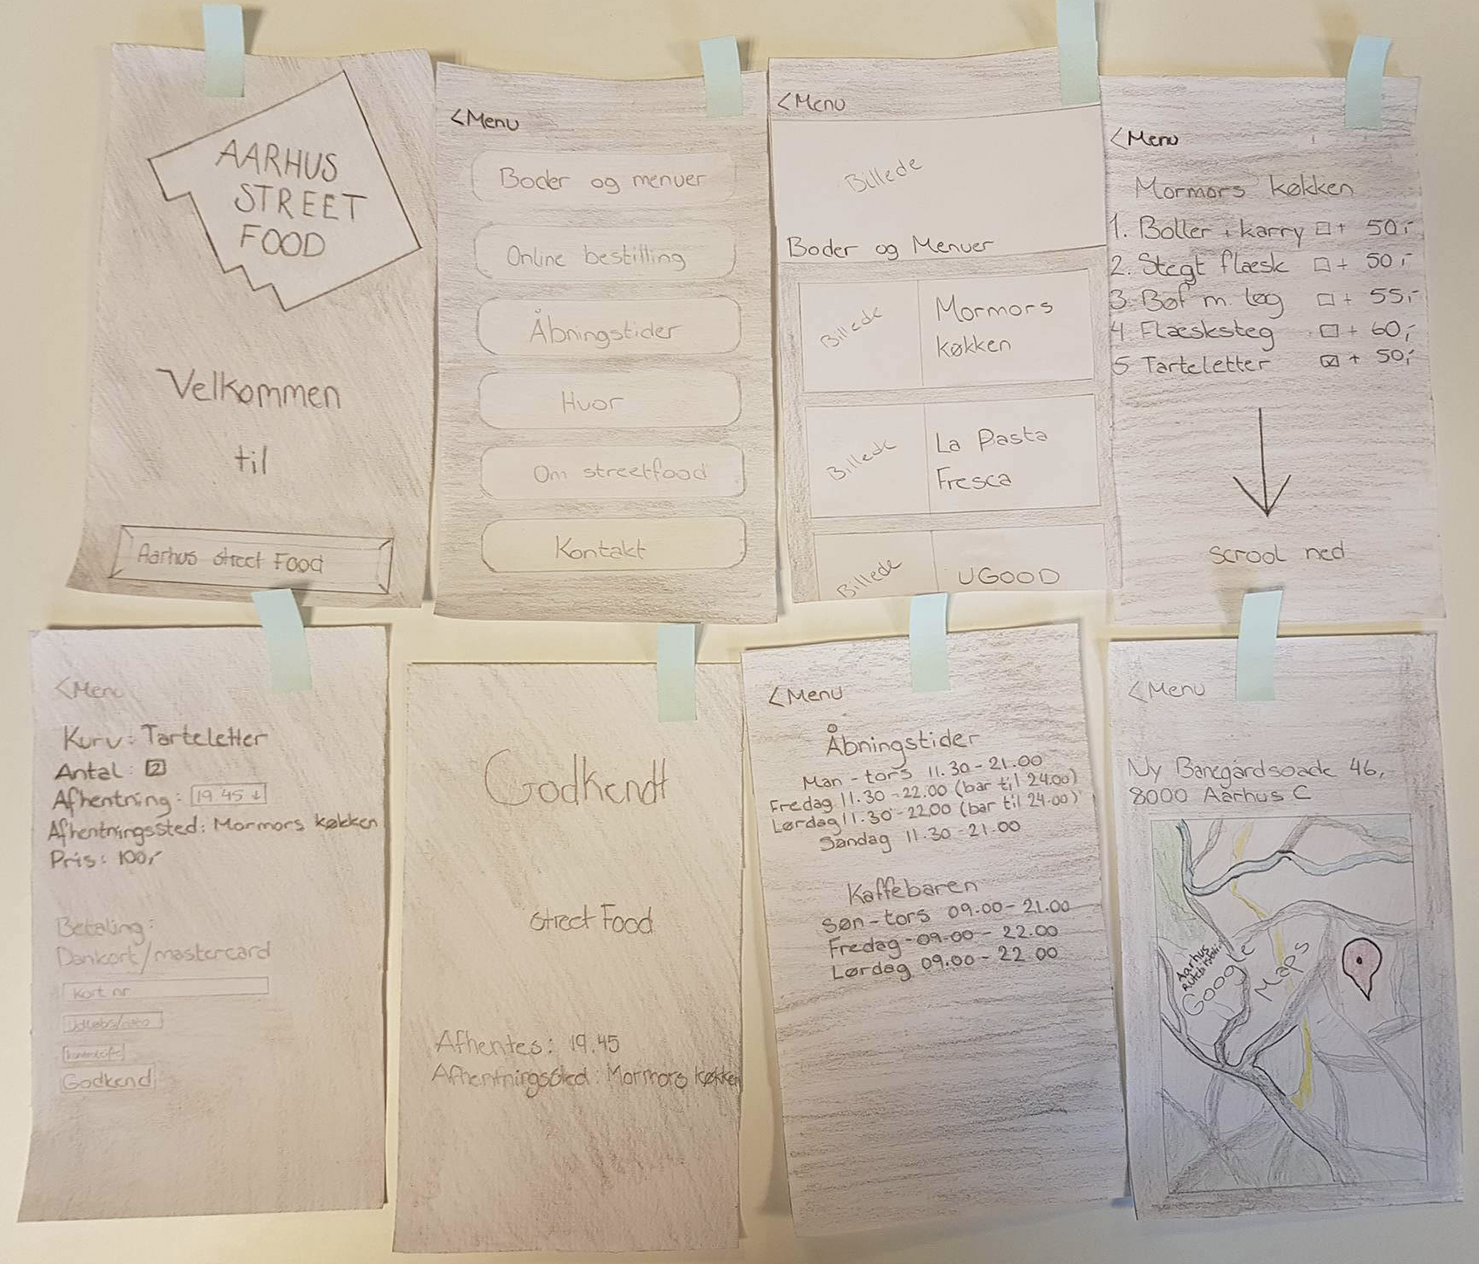 AARHUS
STREET
FOOD
Velkommen
til
Aarhus street Food
<Menu
Boder og menuer
Online bestilling
Åbningstider
Hvor
Om streetfood
Kontakt
<Menu
Billede
Boder og Menuer
Billede
Mormors
køkken
Billede
La Pasta
Fresca
Billede
UGOOD
<Menu
Mormors køkken
1. Boller i karry □+ 50,-
2. Stegt flæsk □+ 50,-
3. Bøf m. løg □+ 55,-
4. Flæsksteg □+ 60,-
5 Tarteletter ☑+ 50,-
scrool ned
<Menu
Kurv: Tarteletter
Antal: 2
Afhentning: 19.45 ↓
Afhentningssted: Mormors køkken
Pris: 100,-
Betaling:
Dankort/mastercard
Kort nr
Godkend
Godkendt
street Food
Afhentes: 19.45
Afhentningssted: Mormors køkken
<Menu
Åbningstider
Man - tors 11.30 - 21.00
Fredag 11.30 - 22.00 (bar til 24.00)
Lørdag 11.30 - 22.00 (bar til 24.00)
Søndag 11.30 - 21.00
Kaffebaren
Søn - tors 09.00 - 21.00
Fredag - 09.00 - 22.00
Lørdag 09.00 - 22.00
<Menu
Ny Banegårdsgade 46,
8000 Aarhus C
Aarhus
Google Maps